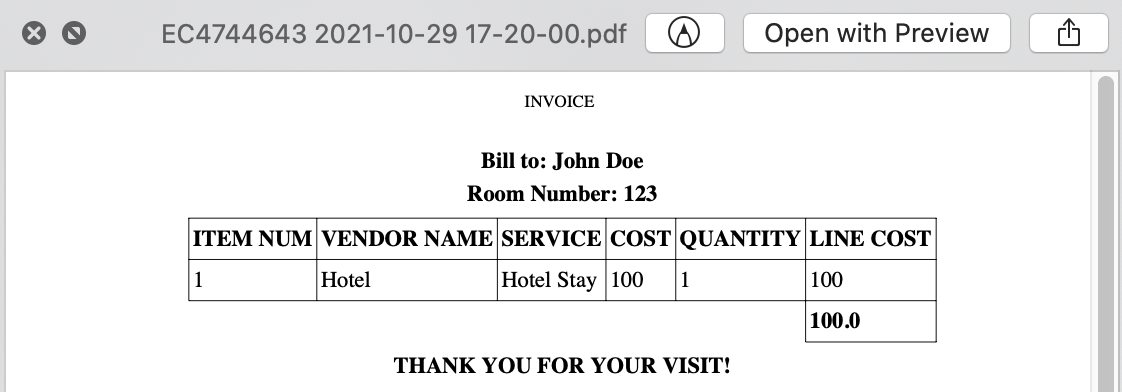 EC4744643 2021-10-29 17-20-00.pdf Open with Preview
INVOICE
Bill to: John Doe
Room Number: 123
ITEM NUM VENDOR NAME SERVICE COST QUANTITY LINE COST
1 Hotel Hotel Stay 100 1 100
100.0
THANK YOU FOR YOUR VISIT!